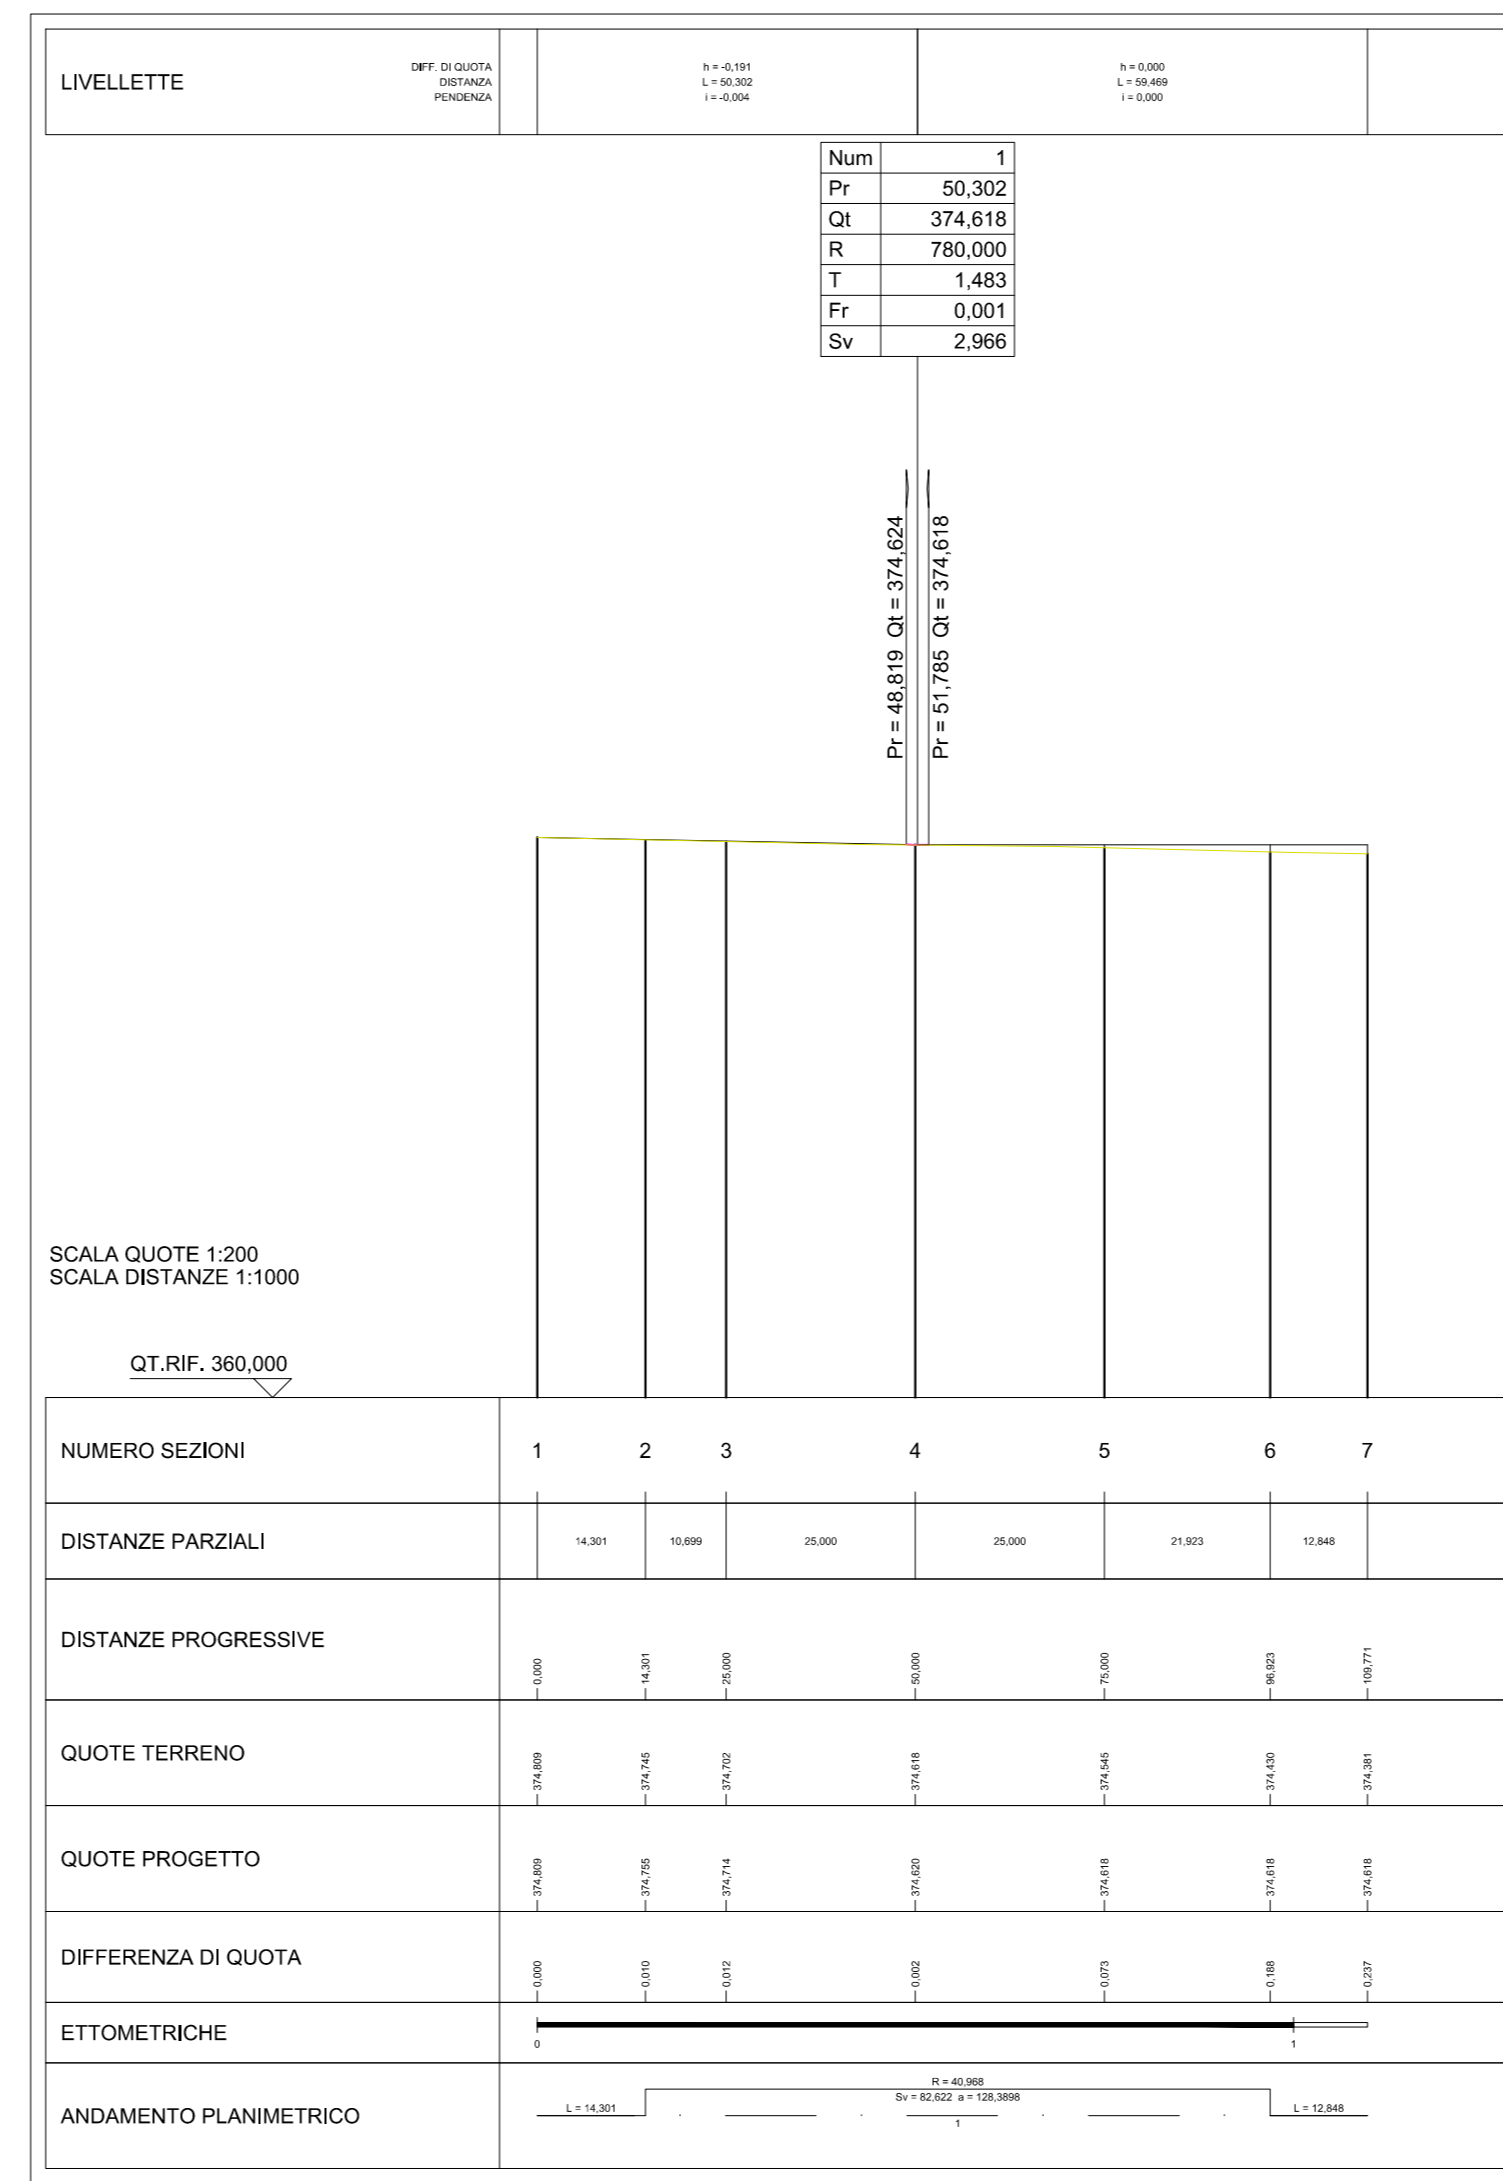 LIVELLETTE
DIFF. DI QUOTA
DISTANZA
PENDENZA
h = -0,191
L = 50,302
i = -0,004
h = 0,000
L = 59,469
i = 0,000
Num 1
Pr 50,302
Qt 374,618
R 780,000
T 1,483
Fr 0,001
Sv 2,966
Pr = 48,819 Qt = 374,624
Pr = 51,785 Qt = 374,618
SCALA QUOTE 1:200
SCALA DISTANZE 1:1000
QT.RIF. 360,000
NUMERO SEZIONI 1 2 3 4 5 6 7
DISTANZE PARZIALI 14,301 10,699 25,000 25,000 21,923 12,848
DISTANZE PROGRESSIVE 0,000 14,301 25,000 50,000 75,000 96,923 109,771
QUOTE TERRENO 374,809 374,745 374,702 374,618 374,545 374,430 374,381
QUOTE PROGETTO 374,809 374,755 374,714 374,620 374,618 374,618 374,618
DIFFERENZA DI QUOTA 0,000 0,010 0,012 0,002 0,073 0,188 0,237
ETTOMETRICHE
0 1
ANDAMENTO PLANIMETRICO
L = 14,301
R = 40,968
Sv = 82,622 a = 128,3898
1
L = 12,848